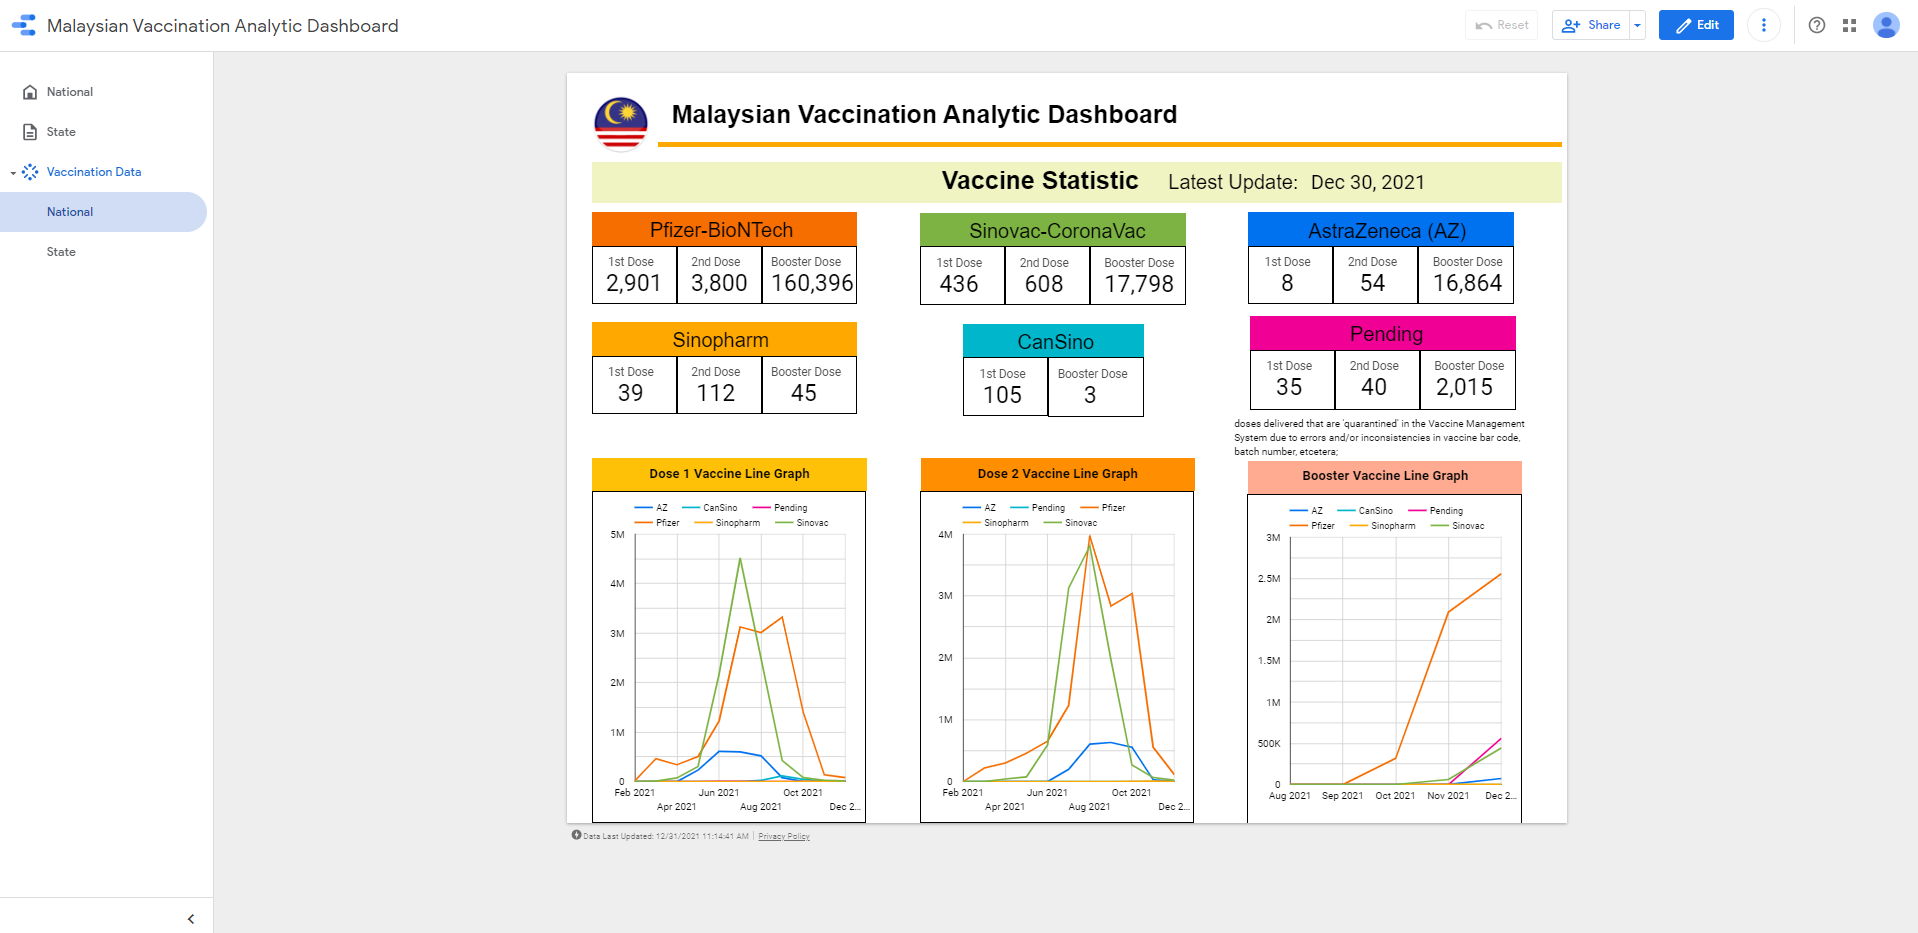 Malaysian Vaccination Analytic Dashboard
Reset
Share
Edit
National
State
Vaccination Data
National
State
Malaysian Vaccination Analytic Dashboard
Vaccine Statistic Latest Update: Dec 30, 2021
Pfizer-BioNTech
1st Dose 2nd Dose Booster Dose
2,901 3,800 160,396
Sinovac-CoronaVac
1st Dose 2nd Dose Booster Dose
436 608 17,798
AstraZeneca (AZ)
1st Dose 2nd Dose Booster Dose
8 54 16,864
Sinopharm
1st Dose 2nd Dose Booster Dose
39 112 45
CanSino
1st Dose Booster Dose
105 3
Pending
1st Dose 2nd Dose Booster Dose
35 40 2,015
doses delivered that are 'quarantined' in the Vaccine Management
System due to errors and/or inconsistencies in vaccine bar code,
batch number, etcetera;
Dose 1 Vaccine Line Graph
AZ CanSino Pending
Pfizer Sinopharm Sinovac
5M
4M
3M
2M
1M
0
Feb 2021 Jun 2021 Oct 2021
Apr 2021 Aug 2021 Dec 2...
Dose 2 Vaccine Line Graph
AZ Pending Pfizer
Sinopharm Sinovac
4M
3M
2M
1M
0
Feb 2021 Jun 2021 Oct 2021
Apr 2021 Aug 2021 Dec 2...
Booster Vaccine Line Graph
AZ CanSino Pending
Pfizer Sinopharm Sinovac
3M
2.5M
2M
1.5M
1M
500K
0
Aug 2021 Sep 2021 Oct 2021 Nov 2021 Dec 2...
Data Last Updated: 12/31/2021 11:14:41 AM | Privacy Policy